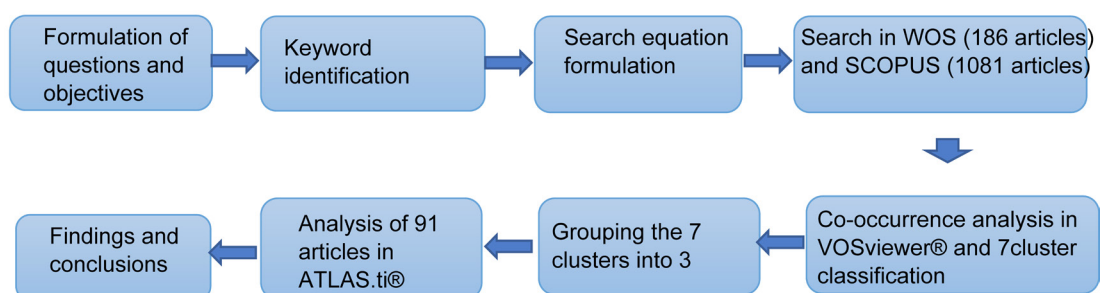 Formulation of
questions and
objectives
Keyword
identification
Search equation
formulation
Search in WOS (186 articles)
and SCOPUS (1081 articles)
Co-occurrence analysis in
VOSviewer® and 7cluster
classification
Grouping the 7
clusters into 3
Analysis of 91
articles in
ATLAS.ti®
Findings and
conclusions